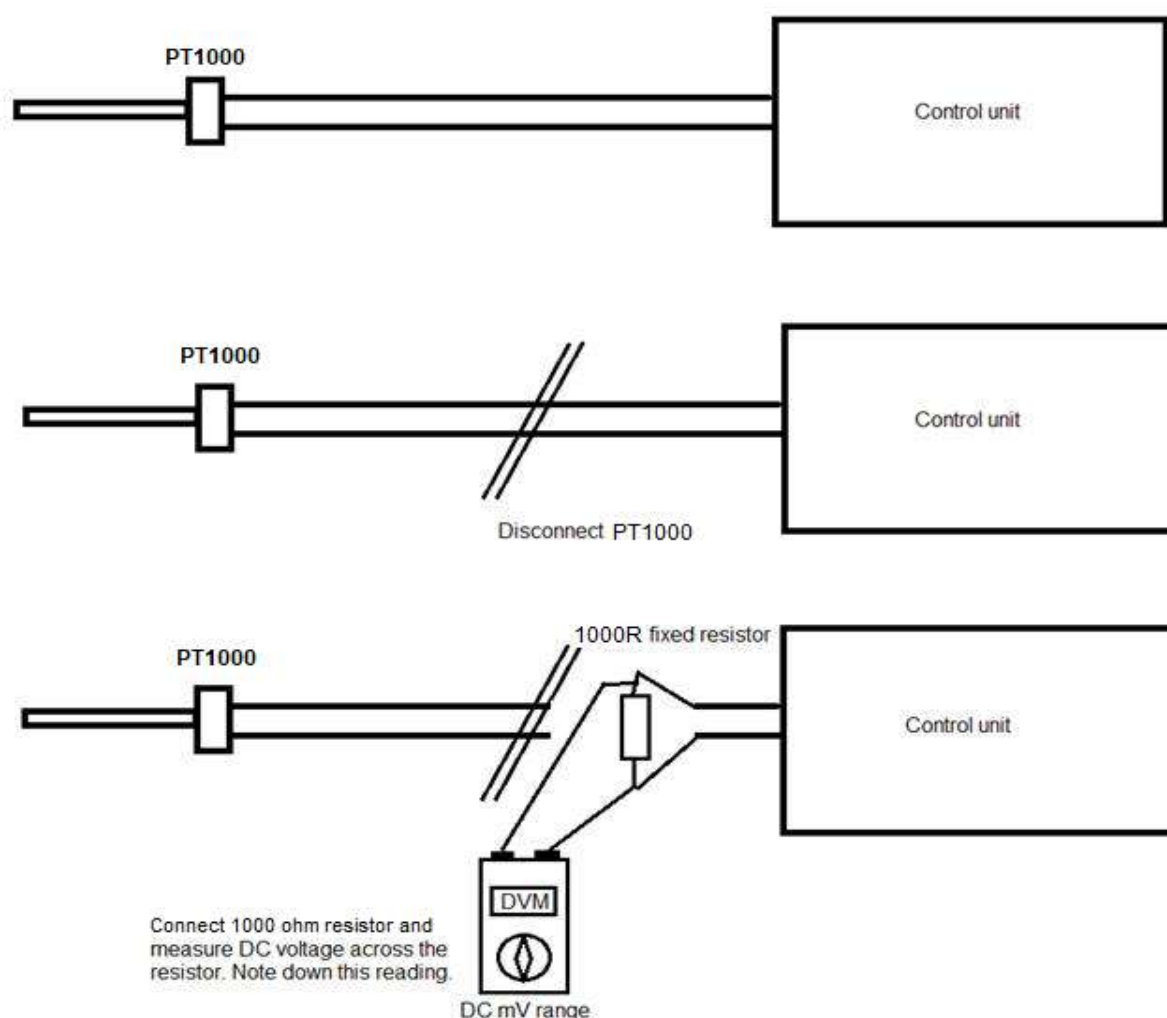 PT1000
Control unit
PT1000
Control unit
Disconnect PT1000
1000R fixed resistor
PT1000
Control unit
DVM
Connect 1000 ohm resistor and
measure DC voltage across the
resistor. Note down this reading.
DC mV range